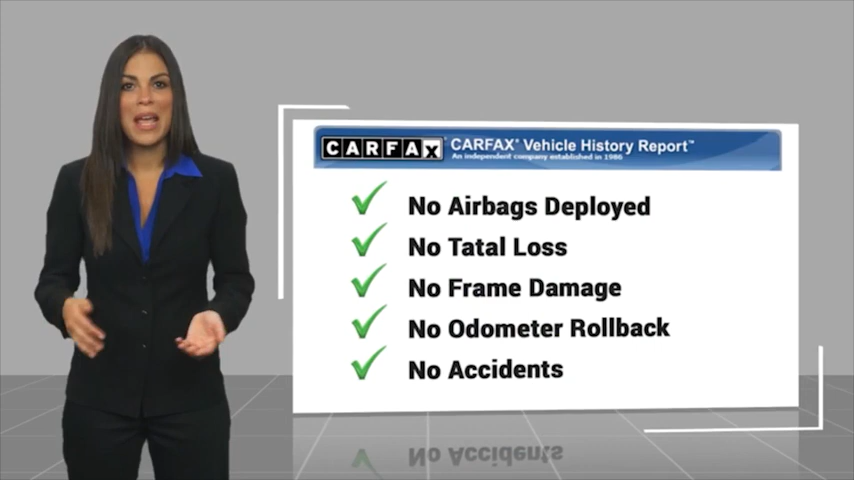 CARFAX CARFAX® Vehicle History Report™
An independent company established in 1986
No Airbags Deployed
No Tatal Loss
No Frame Damage
No Odometer Rollback
No Accidents
No Accidents